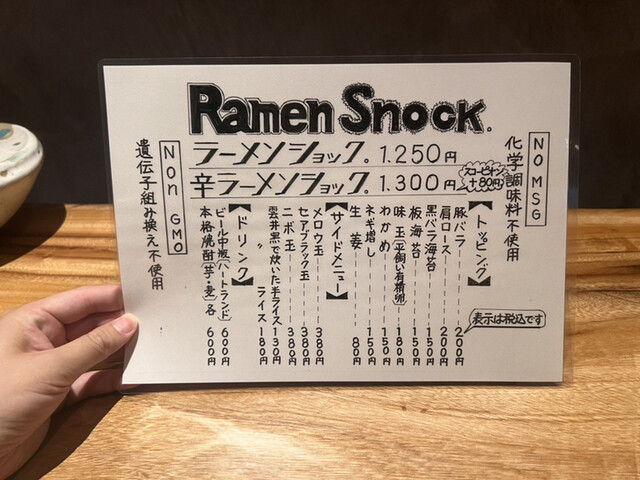 Ramen Snock.
ラーメンショック。1.250円
辛ラーメンショック。1.300円
スコーピオン
+80円
NO MSG
化学調味料不使用
【トッピング】
豚バラ 200円
肩ロース 200円
黒バラ海苔 150円
板海苔 150円
味玉(平飼い有精卵) 180円
わかめ 150円
ネギ増し 150円
生姜 80円
【サイドメニュー】
メロウ玉 380円
セアブラック玉 380円
ニボ玉 380円
雲井窯で炊いた半ライス 130円
〃 ライス 180円
【ドリンク】
ビール中瓶(ハートランド) 600円
本格焼酎(芋・麦)各 600円
表示は税込です
Non GMO
遺伝子組み換え不使用